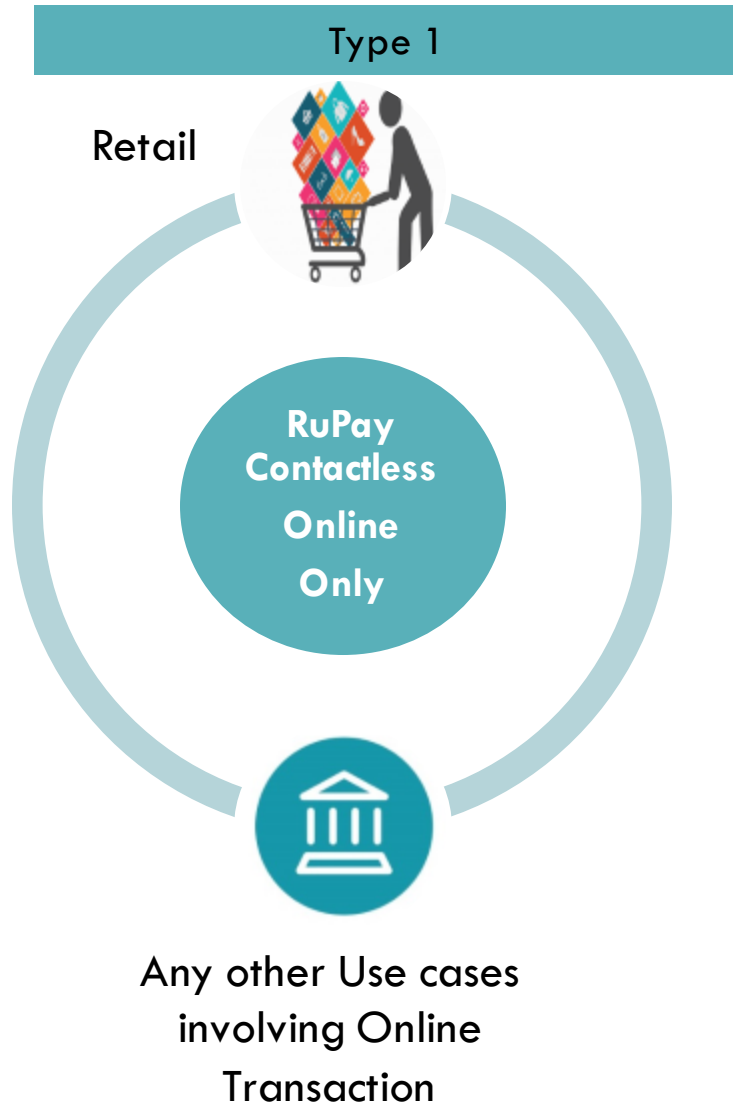 Type 1
Retail
RuPay
Contactless
Online
Only
Any other Use cases
involving Online
Transaction